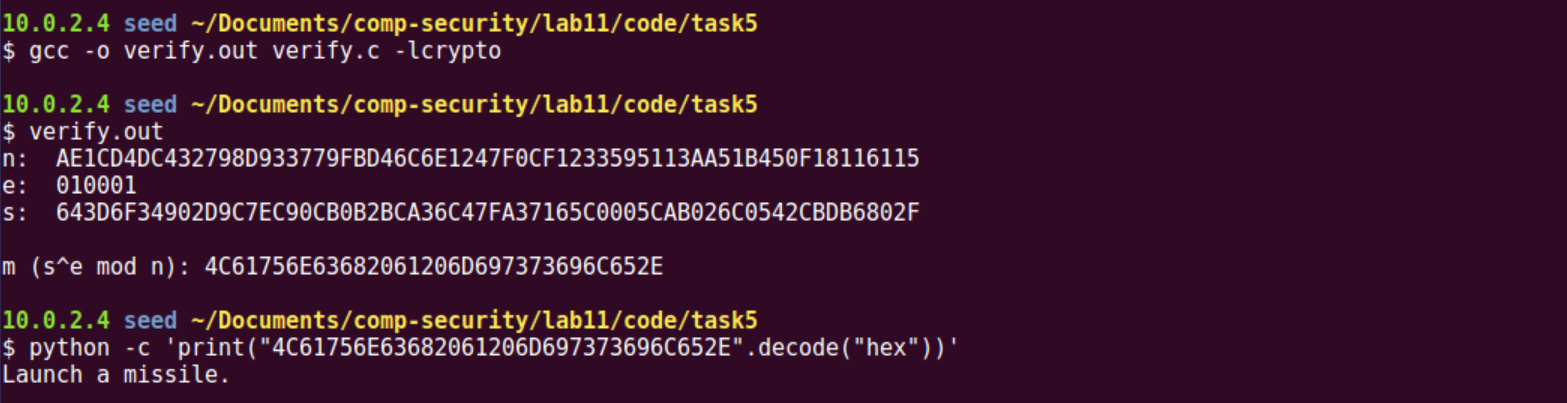 10.0.2.4 seed ~/Documents/comp-security/lab11/code/task5
$ gcc -o verify.out verify.c -lcrypto
10.0.2.4 seed ~/Documents/comp-security/lab11/code/task5
$ verify.out
n:  AE1CD4DC432798D933779FBD46C6E1247F0CF1233595113AA51B450F18116115
e:  010001
s:  643D6F34902D9C7EC90CB0B2BCA36C47FA37165C0005CAB026C0542CBDB6802F
m (s^e mod n): 4C61756E63682061206D697373696C652E
10.0.2.4 seed ~/Documents/comp-security/lab11/code/task5
$ python -c 'print("4C61756E63682061206D697373696C652E".decode("hex"))'
Launch a missile.